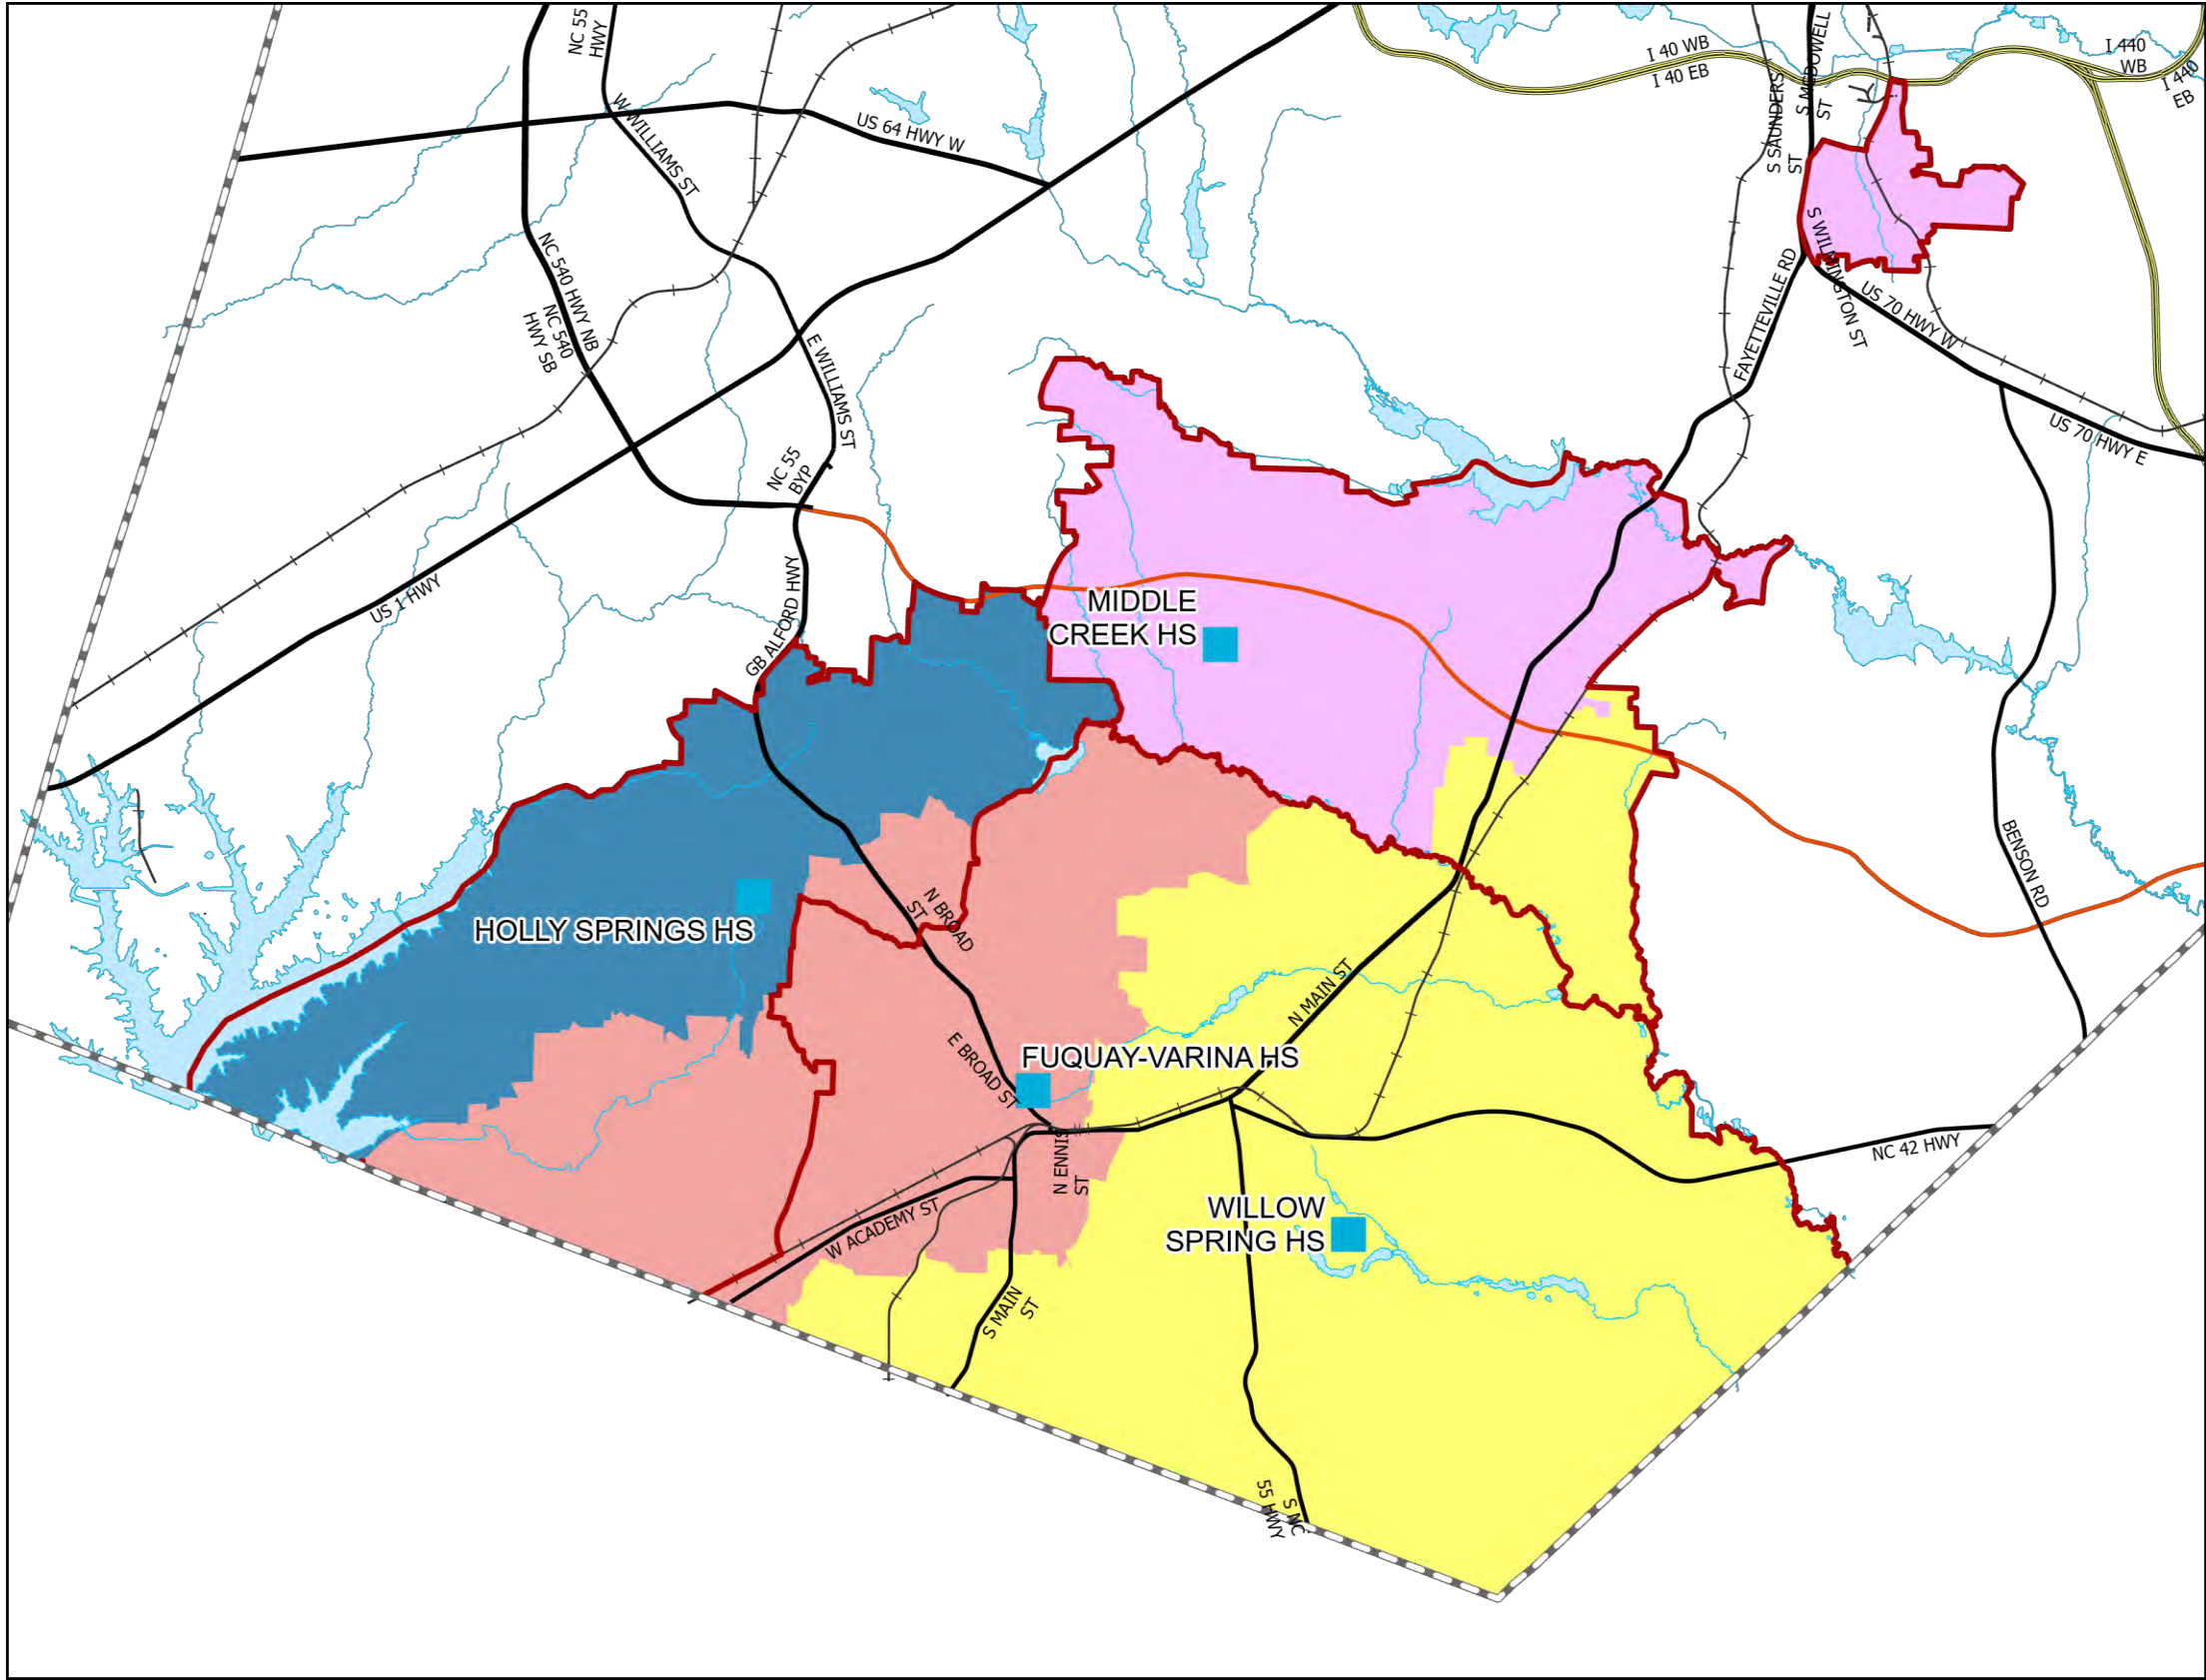 NC 55
HWY
I 40 WB
I 40 EB
S SAUNDERS
ST
S MCDOWELL
ST
I 440
WB
I 440
EB
W WILLIAMS ST
US 64 HWY W
NC 540 HWY NB
NC 540
HWY SB
S WILMINGTON ST
US 70 HWY W
FAYETTEVILLE RD
E WILLIAMS ST
US 70 HWY E
NC 55
BYP
US 1 HWY
GB ALFORD HWY
MIDDLE
CREEK HS
BENSON RD
HOLLY SPRINGS HS
N BROAD
ST
N MAIN ST
E BROAD ST
FUQUAY-VARINA HS
N ENNIS
ST
NC 42 HWY
W ACADEMY ST
WILLOW
SPRING HS
S MAIN
ST
S NC
55 HWY